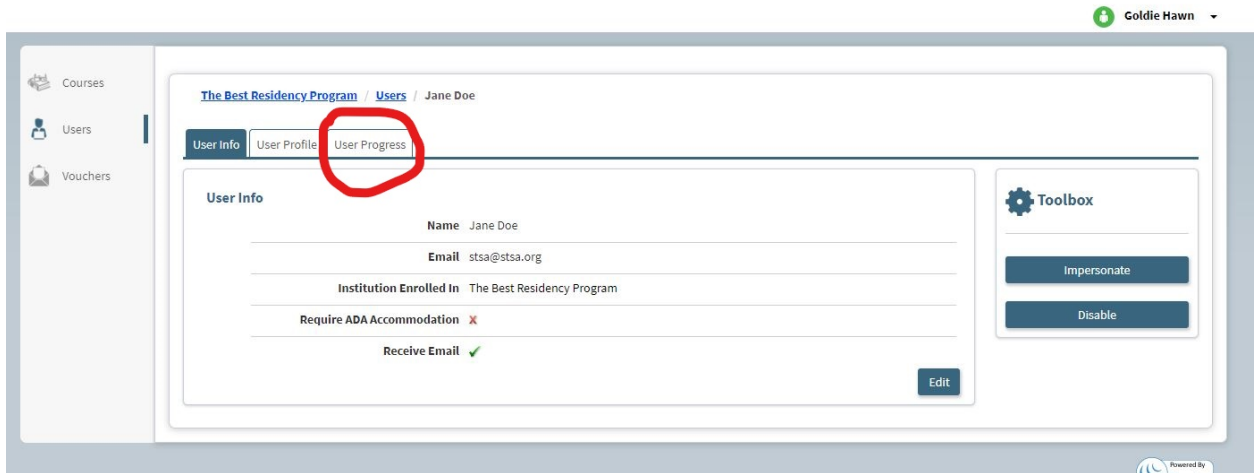 Goldie Hawn
Courses
Users
Vouchers
The Best Residency Program / Users / Jane Doe
User Info User Profile User Progress
User Info
Name Jane Doe
Email stsa@stsa.org
Institution Enrolled In The Best Residency Program
Require ADA Accommodation
Receive Email
Edit
Toolbox
Impersonate
Disable
Powered By